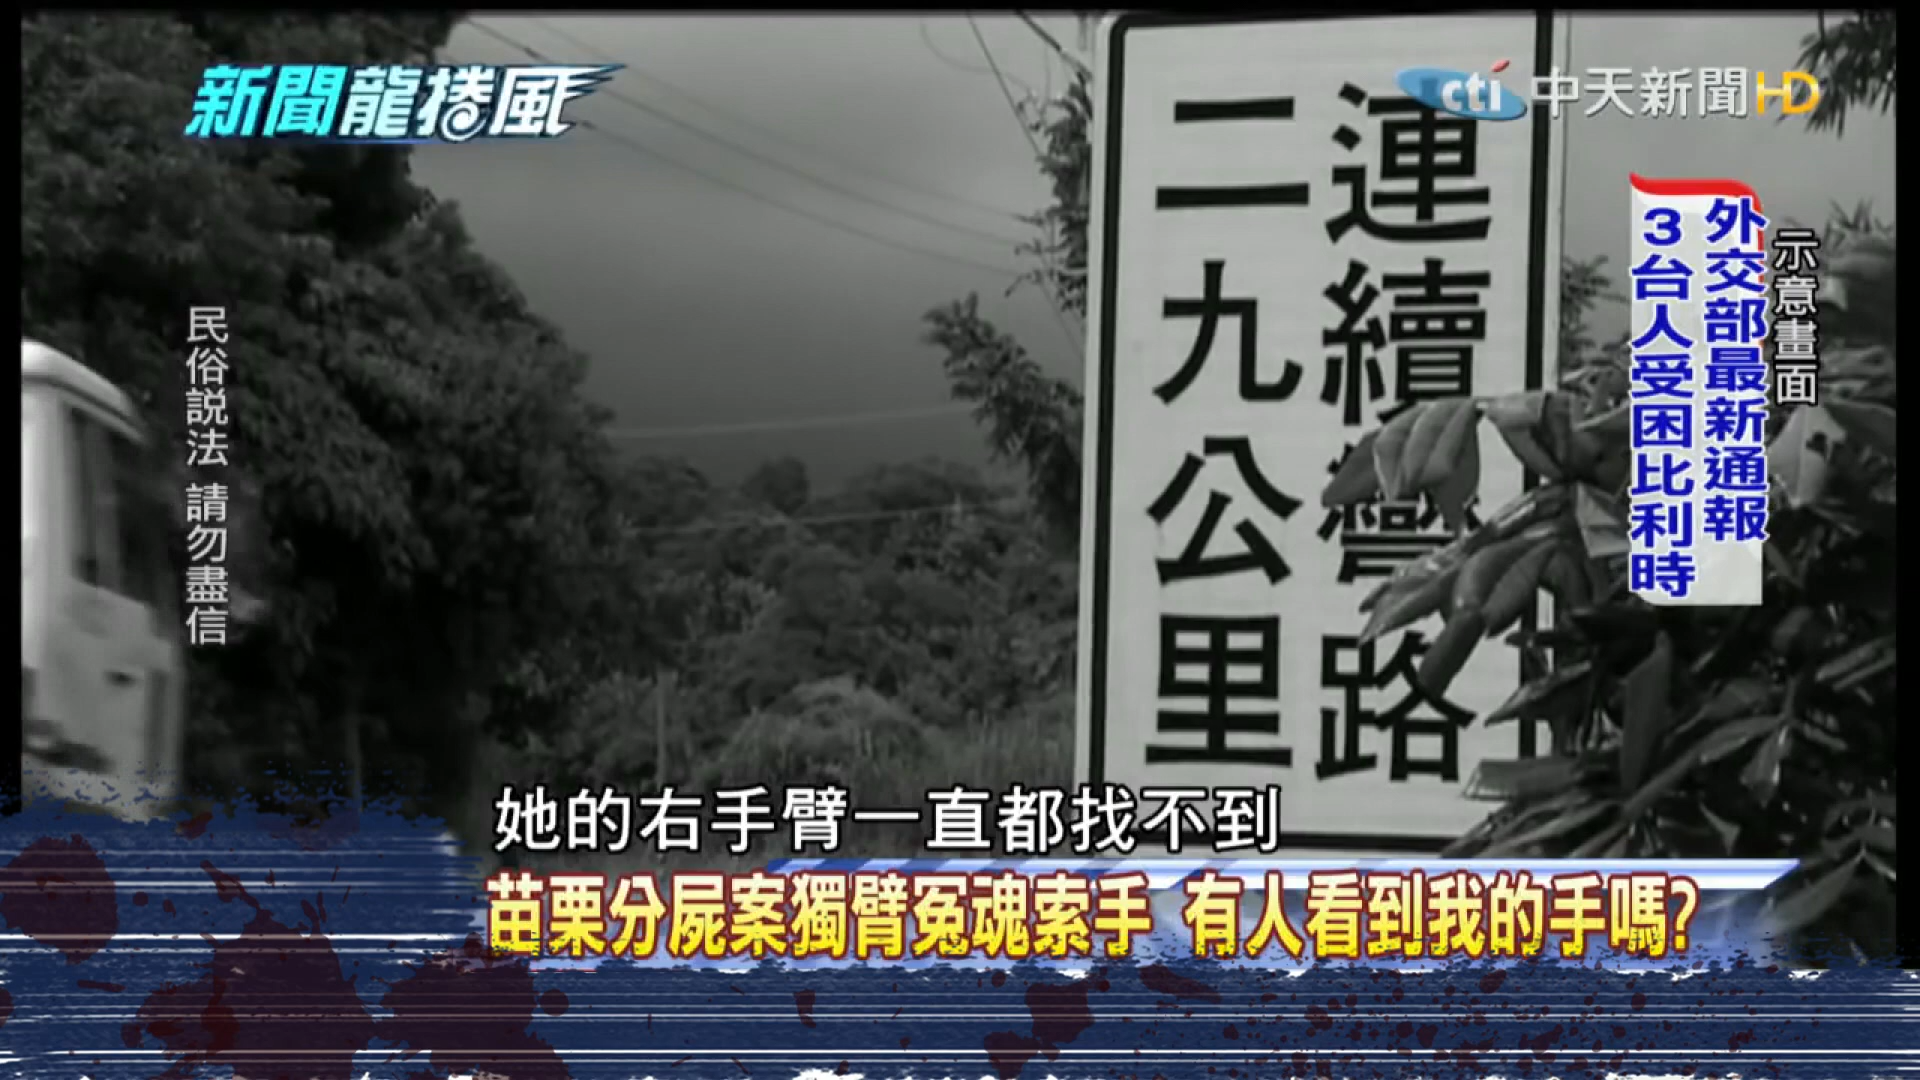 新聞龍捲風
cti 中天新聞HD
連續彎路
二九公里
示意畫面
外交部最新通報
3台人受困比利時
民俗説法 請勿盡信
她的右手臂一直都找不到
苗栗分屍案獨臂冤魂索手 有人看到我的手嗎?